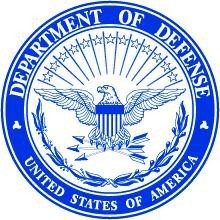 DEPARTMENT OF DEFENSE
UNITED STATES OF AMERICA